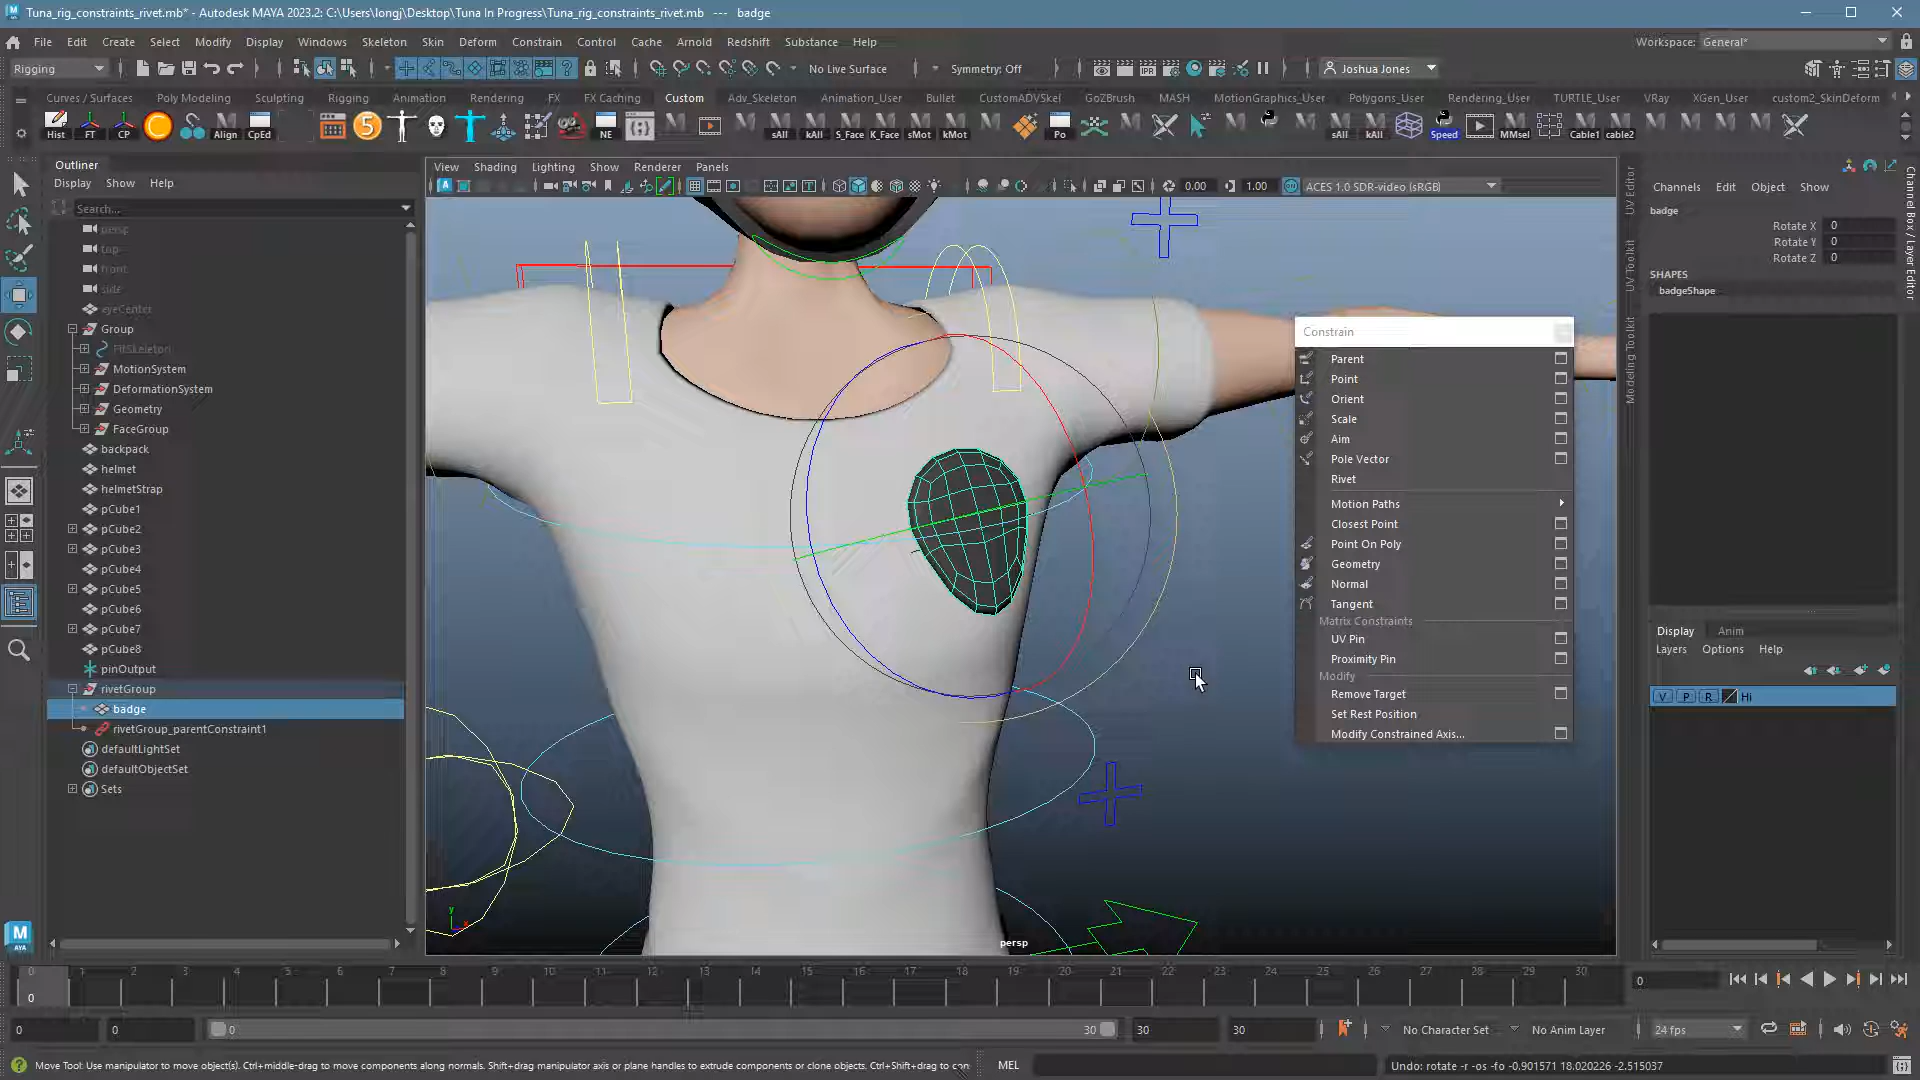 Tuna_rig_constraints_rivet.mb* - Autodesk MAYA 2023.2: C:\Users\longj\Desktop\Tuna In Progress\Tuna_rig_constraints_rivet.mb --- badge
File Edit Create Select Modify Display Windows Skeleton Skin Deform Constrain Control Cache Arnold Redshift Substance Help
Workspace: General*
Rigging
No Live Surface
Symmetry: Off
Joshua Jones
Curves / Surfaces Poly Modeling Sculpting Rigging Animation Rendering FX FX Caching Custom Adv_Skeleton Animation_User Bullet CustomADVSkel GoZBrush MASH MotionGraphics_User Polygons_User Rendering_User TURTLE_User VRay XGen_User custom2_SkinDeform
Hist FT CP Align CpEd NE sAll kAll S_Face K_Face sMot kMot Po sAll kAll Speed MMsel Cable1 cable2
Outliner
Display Show Help
Search...
persp
top
front
side
eyeCenter
Group
FitSkeleton
MotionSystem
DeformationSystem
Geometry
FaceGroup
backpack
helmet
helmetStrap
pCube1
pCube2
pCube3
pCube4
pCube5
pCube6
pCube7
pCube8
pinOutput
rivetGroup
badge
rivetGroup_parentConstraint1
defaultLightSet
defaultObjectSet
Sets
View Shading Lighting Show Renderer Panels
0.00 1.00 ACES 1.0 SDR-video (sRGB)
persp
Constrain
Parent
Point
Orient
Scale
Aim
Pole Vector
Rivet
Motion Paths
Closest Point
Point On Poly
Geometry
Normal
Tangent
Matrix Constraints
UV Pin
Proximity Pin
Modify
Remove Target
Set Rest Position
Modify Constrained Axis...
UV Editor
UV Toolkit
Modeling Toolkit
Channel Box / Layer Editor
Channels Edit Object Show
badge
Rotate X 0
Rotate Y 0
Rotate Z 0
SHAPES
badgeShape
Display Anim
Layers Options Help
V P R Hi
0 1 2 3 4 5 6 7 8 9 10 11 12 13 14 15 16 17 18 19 20 21 22 23 24 25 26 27 28 29 30
0
0
0 0 0 30 30 30
No Character Set
No Anim Layer
24 fps
Move Tool: Use manipulator to move object(s). Ctrl+middle-drag to move components along normals. Shift+drag manipulator axis or plane handles to extrude components or clone objects. Ctrl+Shift+drag to con
MEL
Undo: rotate -r -os -fo -0.901571 18.020226 -2.515037